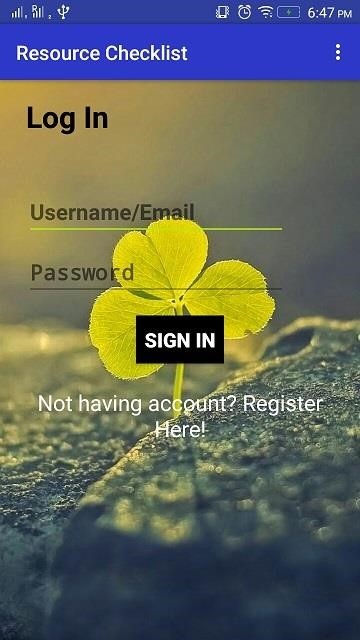 6:47 PM
Resource Checklist
Log In
Username/Email
Password
SIGN IN
Not having account? Register
Here!